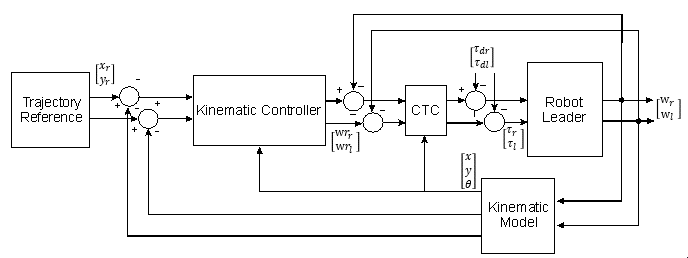 [x_r
y_r]
Trajectory
Reference
Kinematic Controller
[wr_r
wr_l]
CTC
[τ_dr
τ_dl]
[τ_r
τ_l]
Robot
Leader
[w_r
w_l]
[x
y
θ]
Kinematic
Model
+
-
+
-
+
-
+
-
+
-
+
-